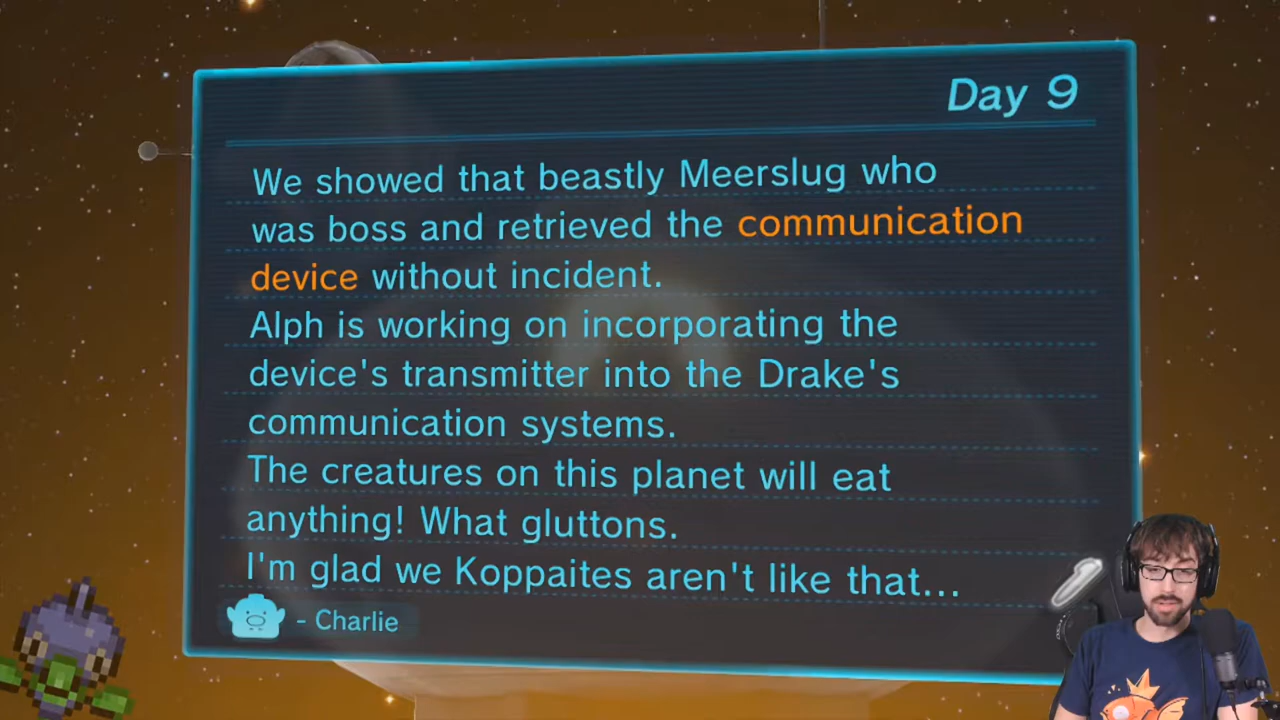 Day 9
We showed that beastly Meerslug who
was boss and retrieved the communication
device without incident.
Alph is working on incorporating the
device's transmitter into the Drake's
communication systems.
The creatures on this planet will eat
anything! What gluttons.
I'm glad we Koppaites aren't like that...
- Charlie